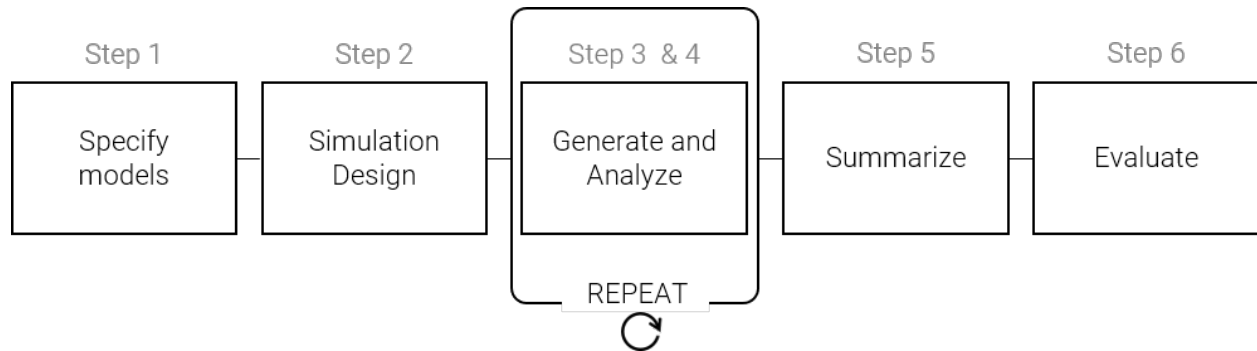 Step 1
Specify
models
Step 2
Simulation
Design
Step 3 & 4
Generate and
Analyze
REPEAT
Step 5
Summarize
Step 6
Evaluate